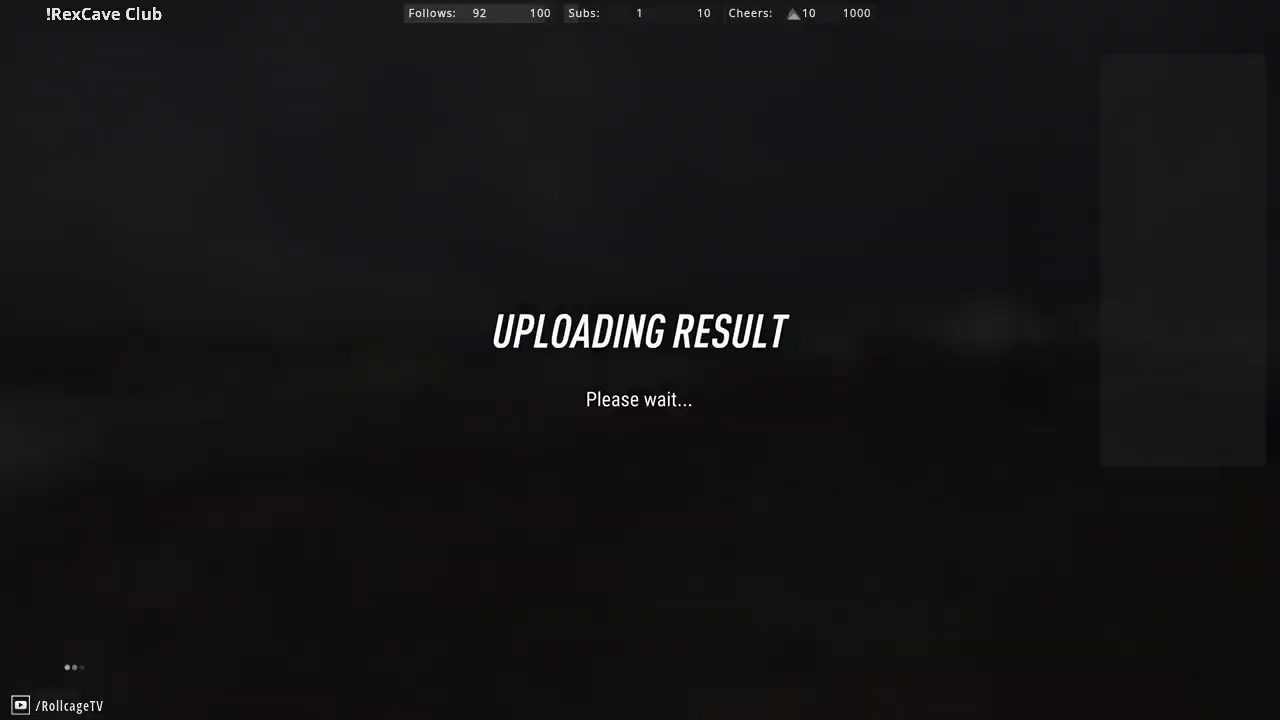 !RexCave Club
Follows: 92 100 Subs: 1 10 Cheers: 10 1000
UPLOADING RESULT
Please wait...
/RollcageTV